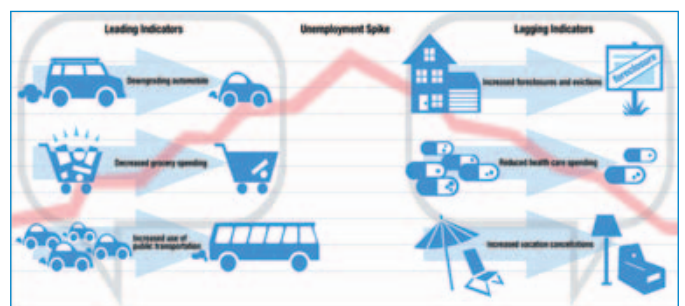 Leading Indicators
Unemployment Spike
Lagging Indicators
Downgrading automobile
Increased foreclosures and evictions
foreclosure
Decreased grocery spending
Reduced health care spending
Increased use of
public transportation
Increased vacation cancellations